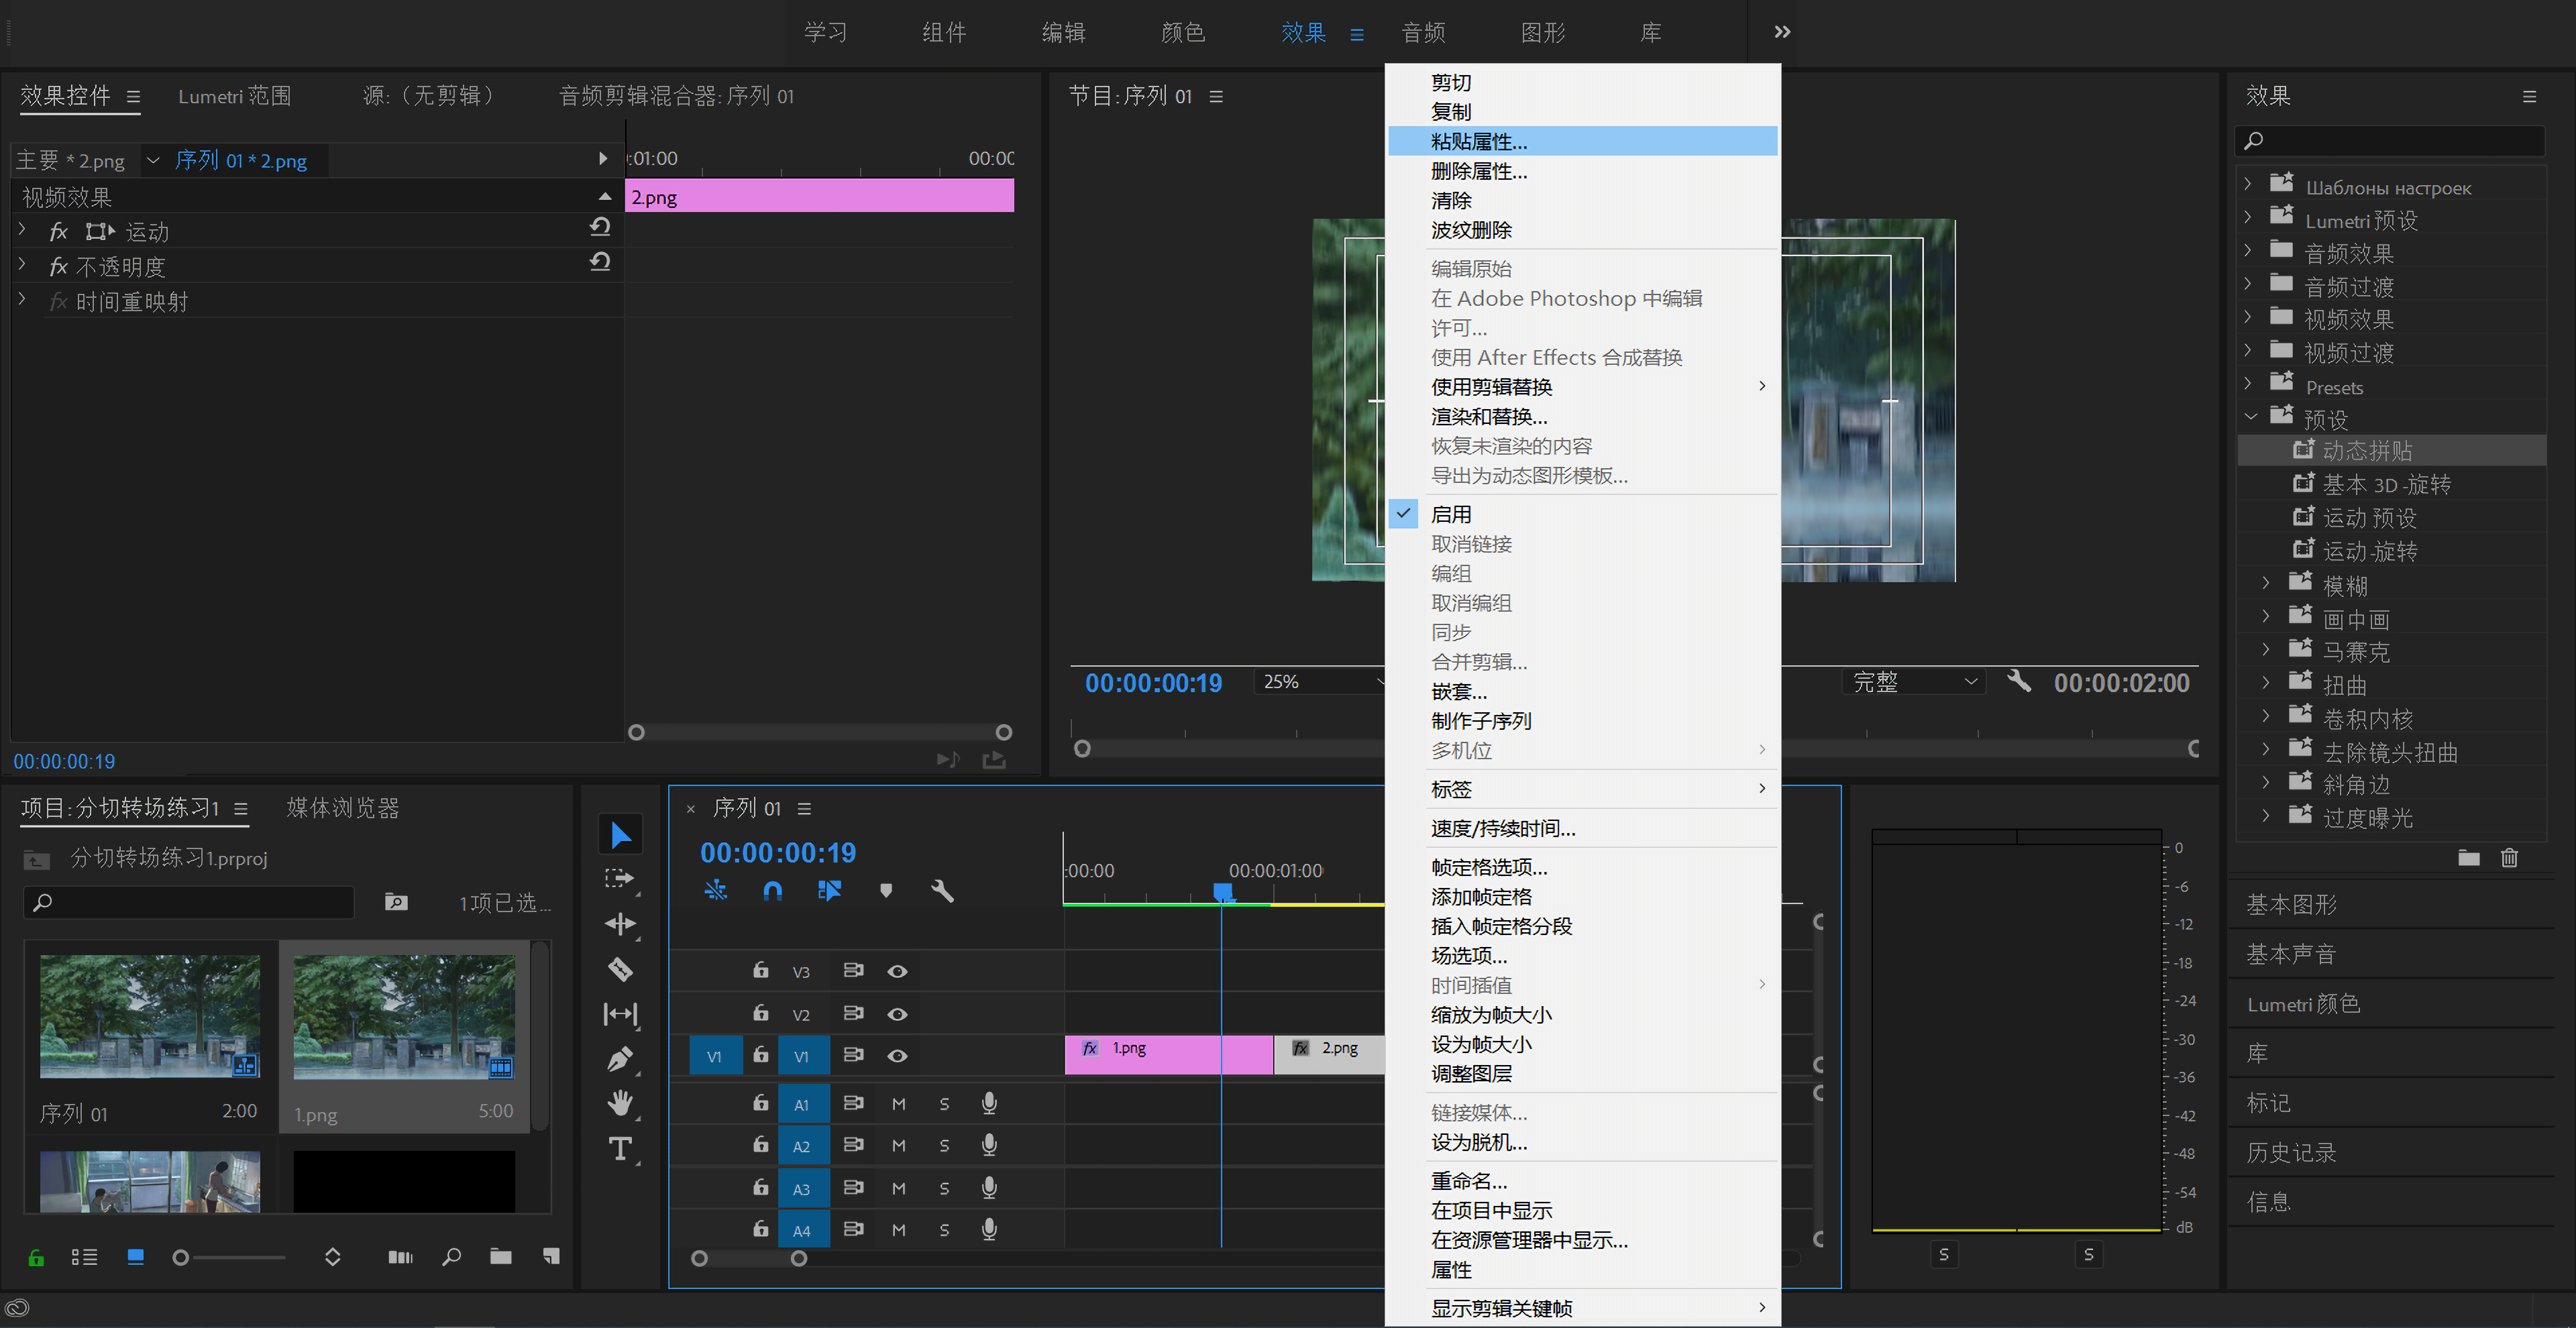 学习
组件
编辑
颜色
效果
音频
图形
库
效果控件
Lumetri 范围
源:（无剪辑）
音频剪辑混合器: 序列 01
主要 * 2.png
序列 01 * 2.png
:01:00
00:00
视频效果
2.png
fx 运动
fx 不透明度
fx 时间重映射
00:00:00:19
节目: 序列 01
00:00:00:19
25%
完整
00:00:02:00
剪切
复制
粘贴属性...
删除属性...
清除
波纹删除
编辑原始
在 Adobe Photoshop 中编辑
许可...
使用 After Effects 合成替换
使用剪辑替换
渲染和替换...
恢复未渲染的内容
导出为动态图形模板...
启用
取消链接
编组
取消编组
同步
合并剪辑...
嵌套...
制作子序列
多机位
标签
速度/持续时间...
帧定格选项...
添加帧定格
插入帧定格分段
场选项...
时间插值
缩放为帧大小
设为帧大小
调整图层
链接媒体...
设为脱机...
重命名...
在项目中显示
在资源管理器中显示...
属性
显示剪辑关键帧
效果
Шаблоны настроек
Lumetri 预设
音频效果
音频过渡
视频效果
视频过渡
Presets
预设
动态拼贴
基本 3D -旋转
运动 预设
运动-旋转
模糊
画中画
马赛克
扭曲
卷积内核
去除镜头扭曲
斜角边
过度曝光
基本图形
基本声音
Lumetri 颜色
库
标记
历史记录
信息
项目: 分切转场练习1
媒体浏览器
分切转场练习1.prproj
1项已选...
序列 01
2:00
1.png
5:00
序列 01
00:00:00:19
:00:00
00:00:01:00
V3
V2
V1
V1
fx 1.png
fx 2.png
A1 M S
A2 M S
A3 M S
A4 M S
0
-6
-12
-18
-24
-30
-36
-42
-48
-54
dB
S
S